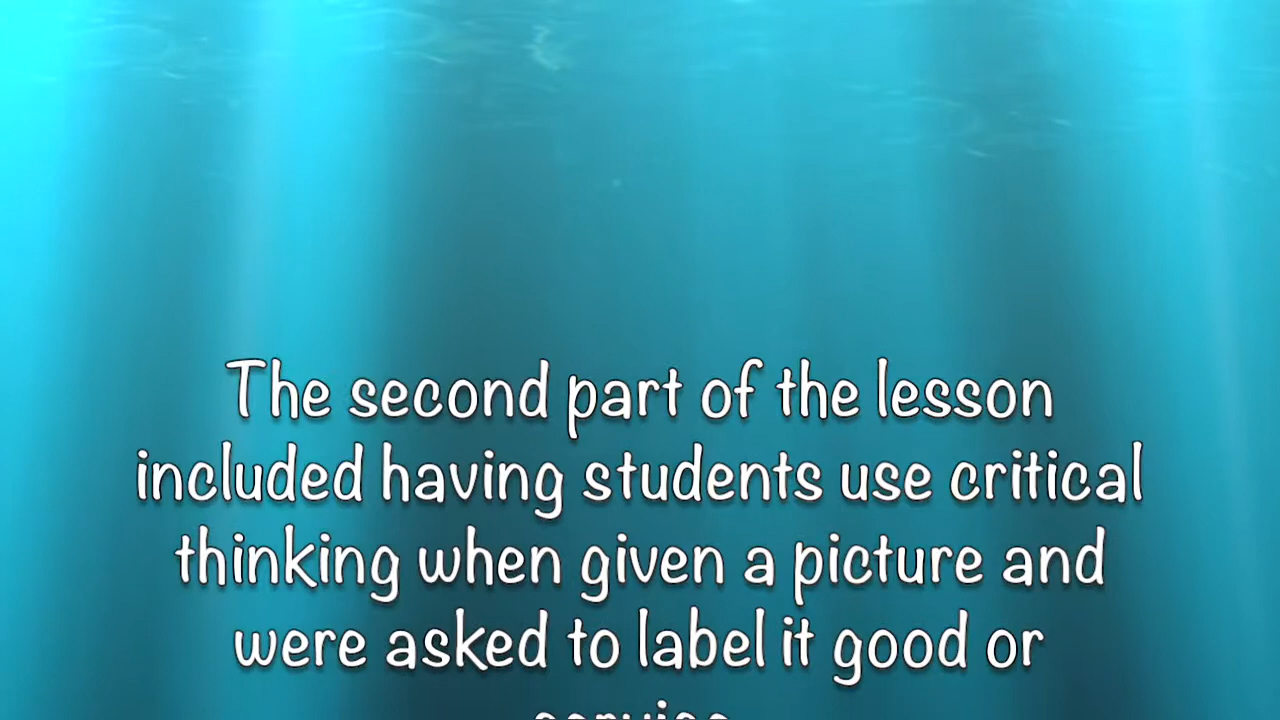 The second part of the lesson
included having students use critical
thinking when given a picture and
were asked to label it good or
service